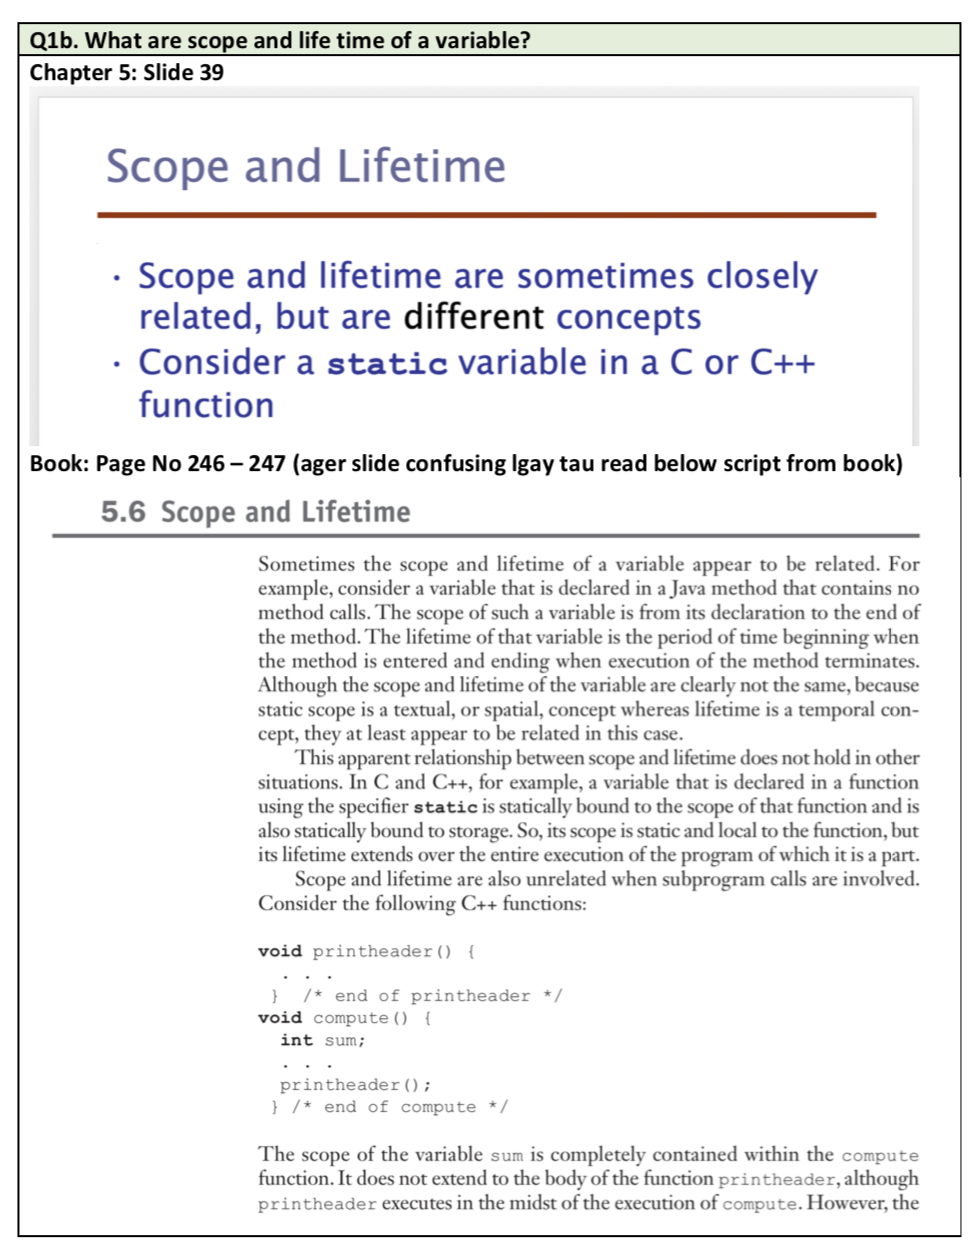 Q1b. What are scope and life time of a variable?
Chapter 5: Slide 39
Scope and Lifetime
· Scope and lifetime are sometimes closely
related, but are different concepts
· Consider a static variable in a C or C++
function
Book: Page No 246 – 247 (ager slide confusing lgay tau read below script from book)
5.6 Scope and Lifetime
Sometimes the scope and lifetime of a variable appear to be related. For
example, consider a variable that is declared in a Java method that contains no
method calls. The scope of such a variable is from its declaration to the end of
the method. The lifetime of that variable is the period of time beginning when
the method is entered and ending when execution of the method terminates.
Although the scope and lifetime of the variable are clearly not the same, because
static scope is a textual, or spatial, concept whereas lifetime is a temporal con-
cept, they at least appear to be related in this case.
This apparent relationship between scope and lifetime does not hold in other
situations. In C and C++, for example, a variable that is declared in a function
using the specifier static is statically bound to the scope of that function and is
also statically bound to storage. So, its scope is static and local to the function, but
its lifetime extends over the entire execution of the program of which it is a part.
Scope and lifetime are also unrelated when subprogram calls are involved.
Consider the following C++ functions:
void printheader() {
. . .
} /* end of printheader */
void compute() {
int sum;
. . .
printheader();
} /* end of compute */
The scope of the variable sum is completely contained within the compute
function. It does not extend to the body of the function printheader, although
printheader executes in the midst of the execution of compute. However, the